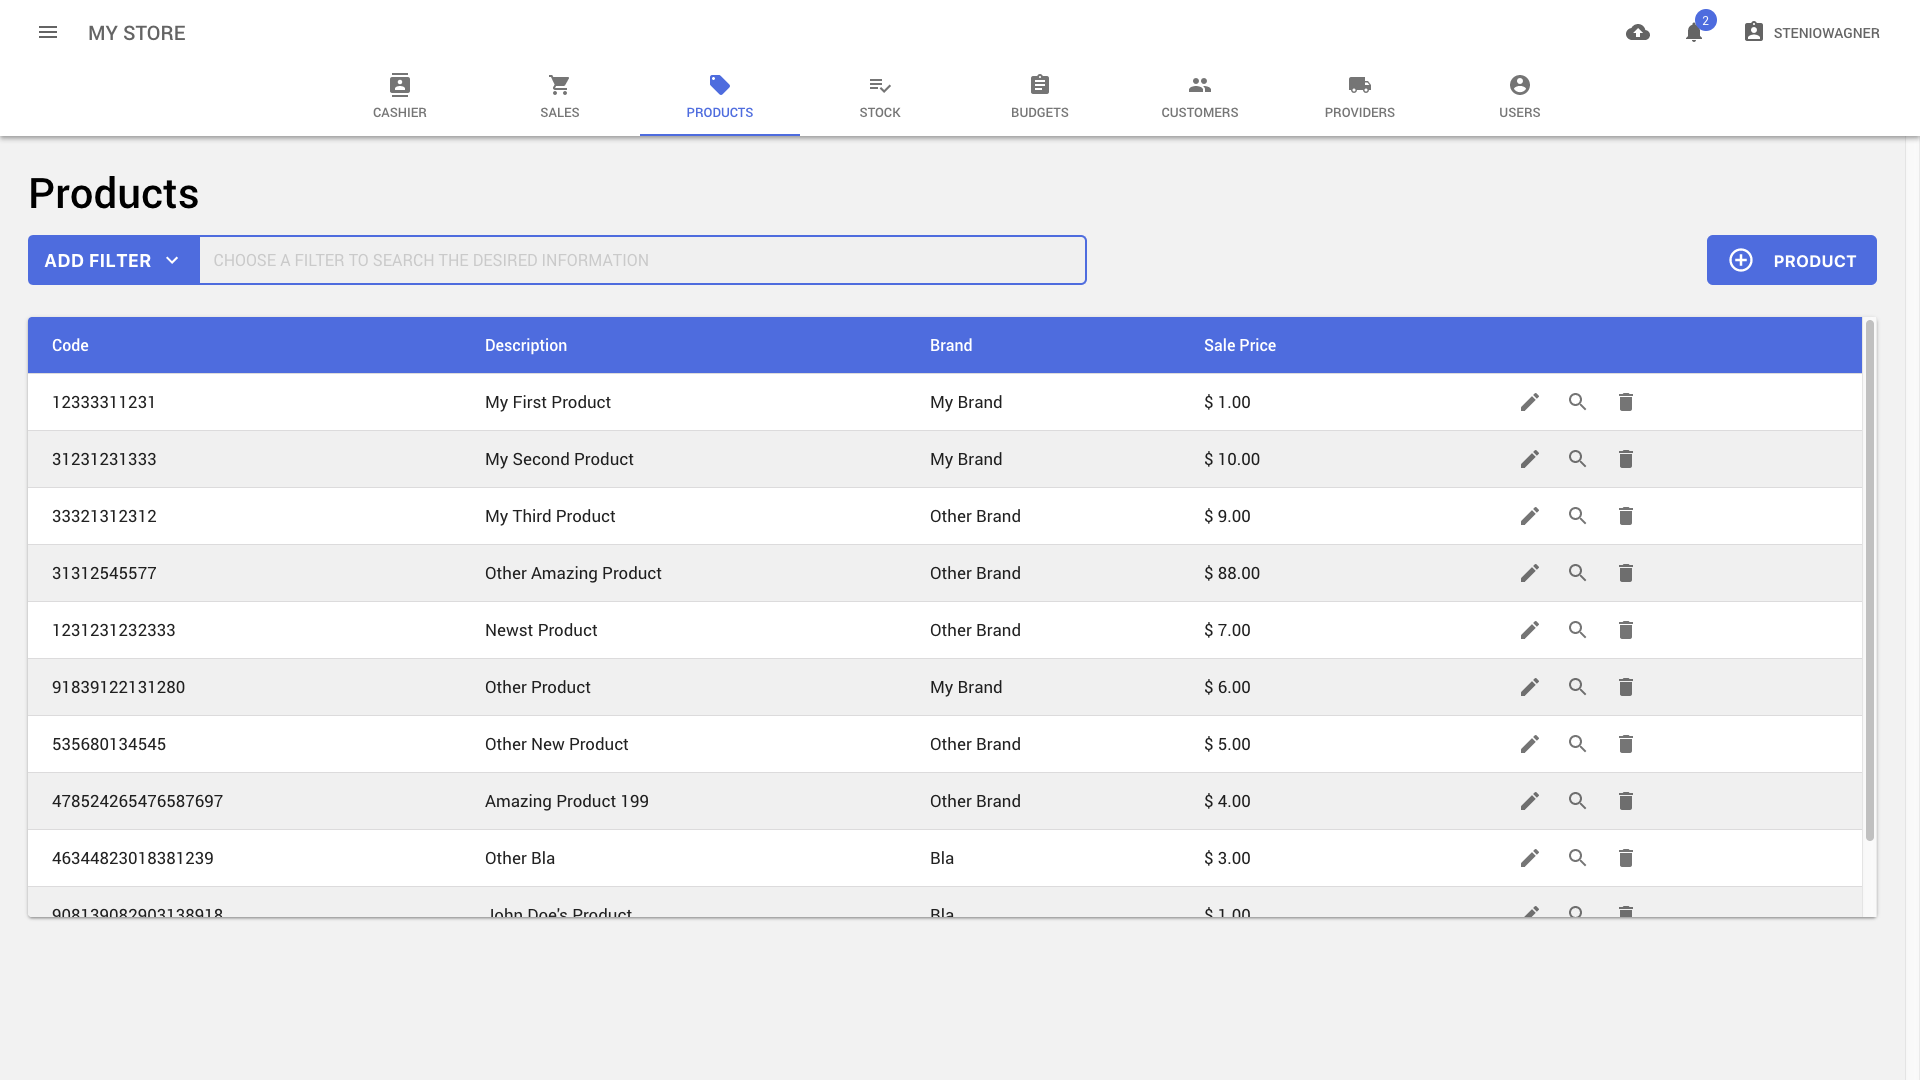 MY STORE
2
STENIOWAGNER
CASHIER SALES PRODUCTS STOCK BUDGETS CUSTOMERS PROVIDERS USERS
Products
ADD FILTER CHOOSE A FILTER TO SEARCH THE DESIRED INFORMATION PRODUCT
Code Description Brand Sale Price
12333311231 My First Product My Brand $ 1.00
31231231333 My Second Product My Brand $ 10.00
33321312312 My Third Product Other Brand $ 9.00
31312545577 Other Amazing Product Other Brand $ 88.00
1231231232333 Newst Product Other Brand $ 7.00
91839122131280 Other Product My Brand $ 6.00
535680134545 Other New Product Other Brand $ 5.00
478524265476587697 Amazing Product 199 Other Brand $ 4.00
46344823018381239 Other Bla Bla $ 3.00
908139082903138918 John Doe's Product Bla $ 1.00